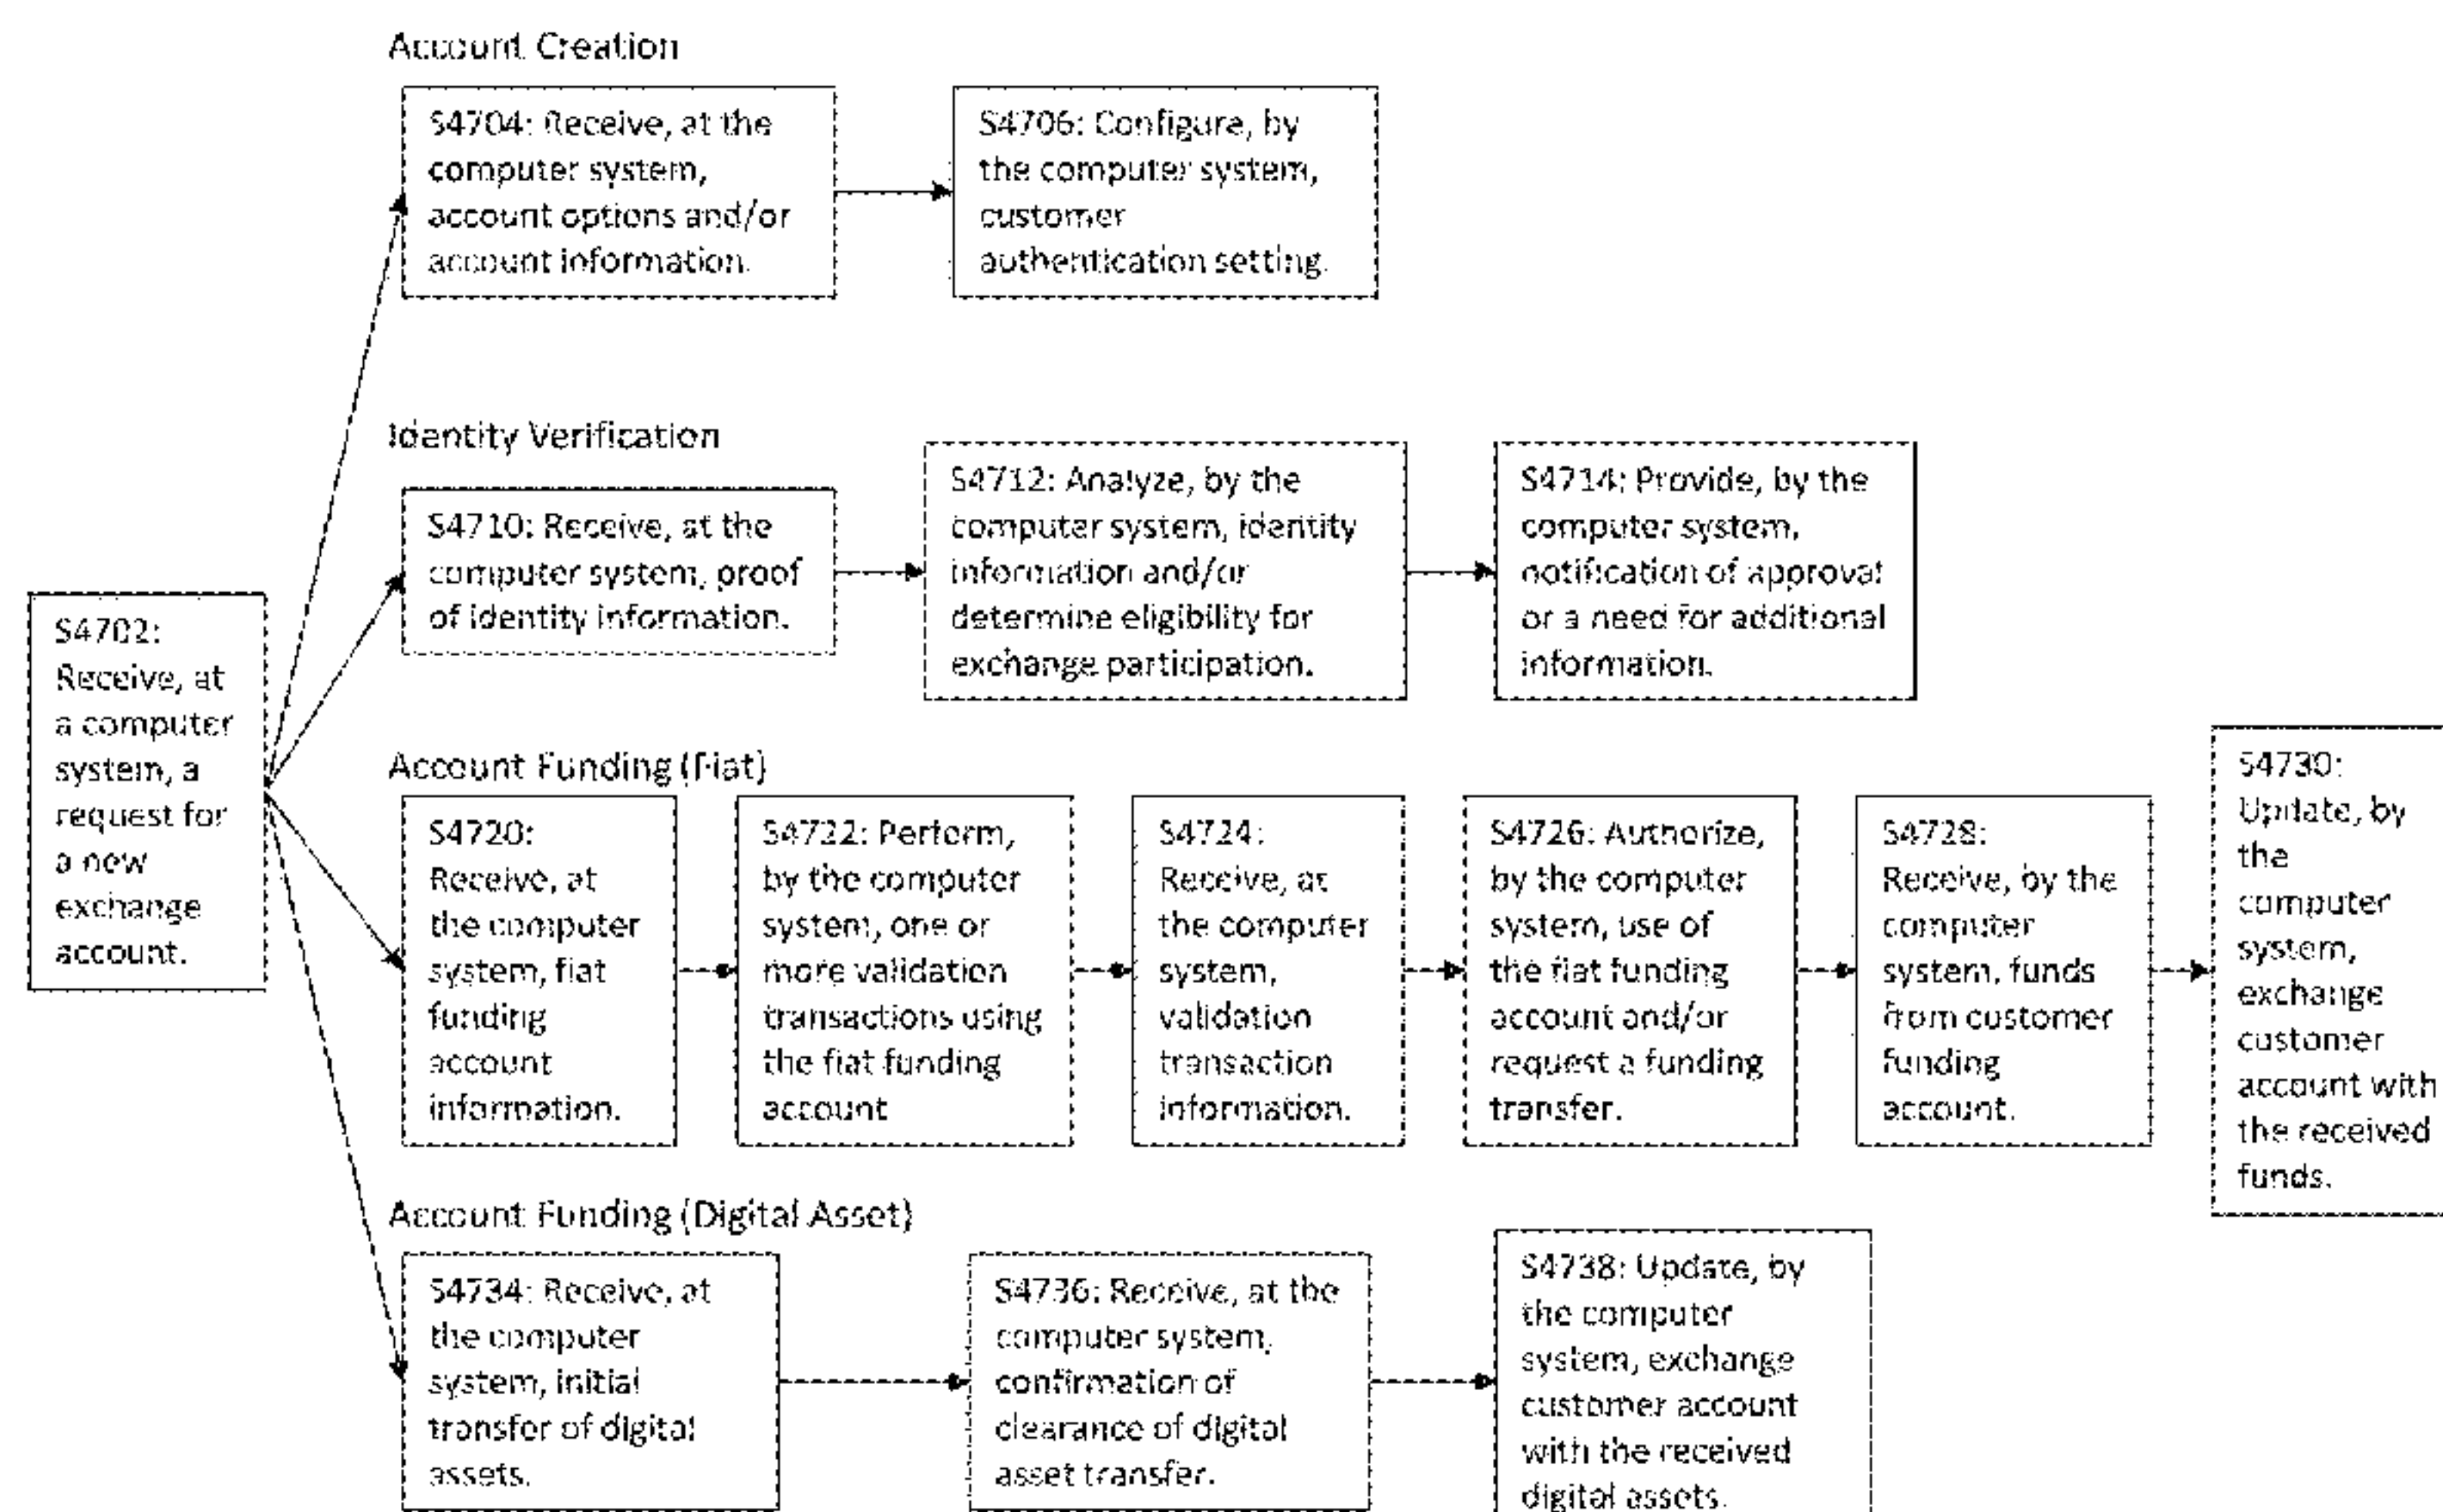 Account Creation
S4704: Receive, at the
computer system,
account options and/or
account information.
S4706: Configure, by
the computer system,
customer
authentication setting.
Identity Verification
S4710: Receive, at the
computer system, proof
of identity information.
S4712: Analyze, by the
computer system, identity
information and/or
determine eligibility for
exchange participation.
S4714: Provide, by the
computer system,
notification of approval
or a need for additional
information.
S4702:
Receive, at
a computer
system, a
request for
a new
exchange
account.
Account Funding (Fiat)
S4720:
Receive, at
the computer
system, fiat
funding
account
information.
S4722: Perform,
by the computer
system, one or
more validation
transactions using
the fiat funding
account
S4724:
Receive, at
the computer
system,
validation
transaction
information.
S4726: Authorize,
by the computer
system, use of
the fiat funding
account and/or
request a funding
transfer.
S4728:
Receive, by the
computer
system, funds
from customer
funding
account.
S4730:
Update, by
the
computer
system,
exchange
customer
account with
the received
funds.
Account Funding (Digital Asset)
S4734: Receive, at
the computer
system, initial
transfer of digital
assets.
S4736: Receive, at the
computer system,
confirmation of
clearance of digital
asset transfer.
S4738: Update, by
the computer
system, exchange
customer account
with the received
digital assets.